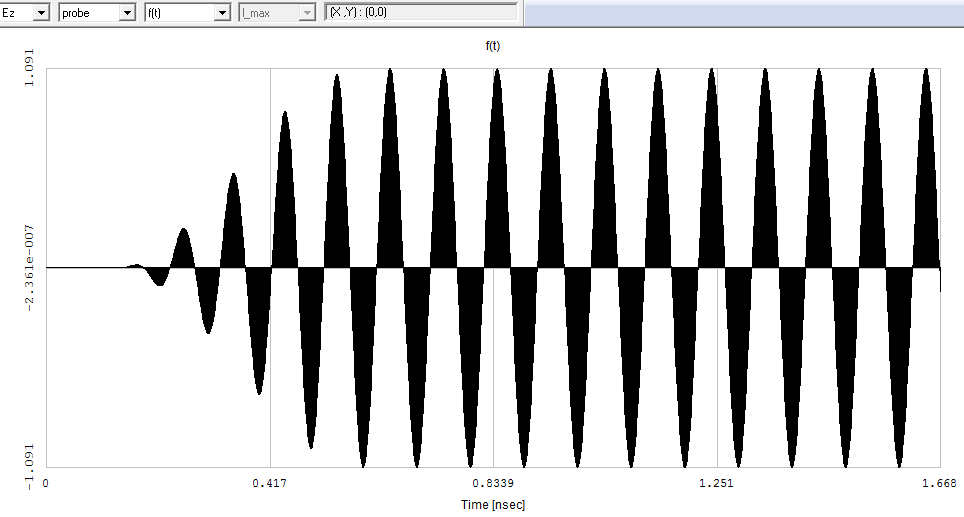 Ez probe f(t) l_max (X ,Y) : (0,0)
f(t)
1.091
-2.361e-007
-1.091
0 0.417 0.8339 1.251 1.668
Time [nsec]